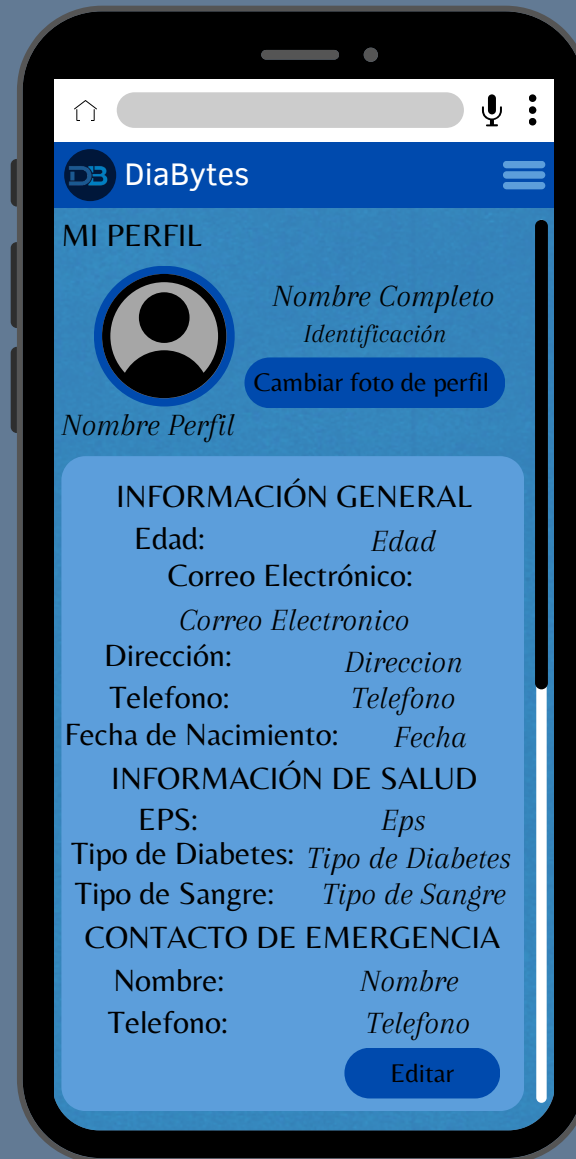 DB DiaBytes
MI PERFIL
Nombre Completo
Identificación
Cambiar foto de perfil
Nombre Perfil
INFORMACIÓN GENERAL
Edad: Edad
Correo Electrónico:
Correo Electronico
Dirección: Direccion
Telefono: Telefono
Fecha de Nacimiento: Fecha
INFORMACIÓN DE SALUD
EPS: Eps
Tipo de Diabetes: Tipo de Diabetes
Tipo de Sangre: Tipo de Sangre
CONTACTO DE EMERGENCIA
Nombre: Nombre
Telefono: Telefono
Editar